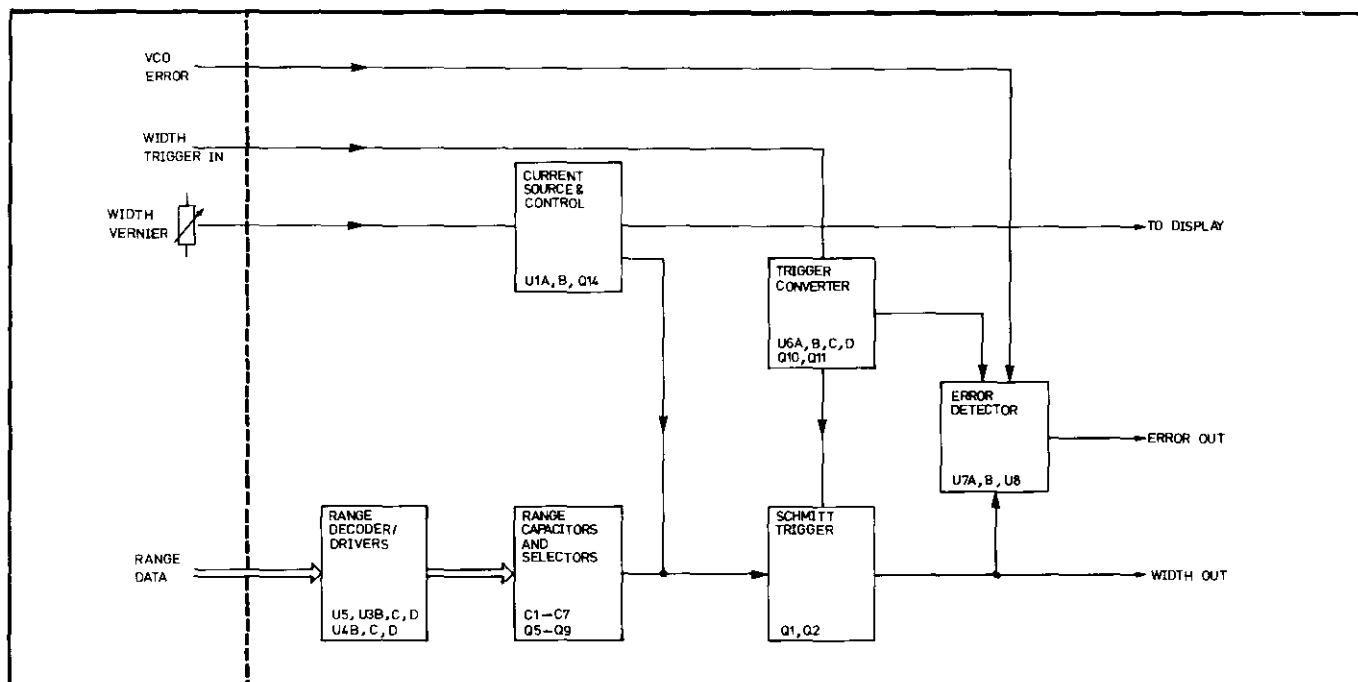 VCO
ERROR
WIDTH
TRIGGER IN
WIDTH
VERNIER
CURRENT
SOURCE &
CONTROL
U1A, B, Q14
TO DISPLAY
TRIGGER
CONVERTER
U6A, B, C, D
Q10, Q11
ERROR
DETECTOR
U7A, B, U8
ERROR OUT
RANGE
DATA
RANGE
DECODER/
DRIVERS
U5, U3B, C, D
U4B, C, D
RANGE
CAPACITORS
AND
SELECTORS
C1—C7
Q5—Q9
SCHMITT
TRIGGER
Q1, Q2
WIDTH OUT